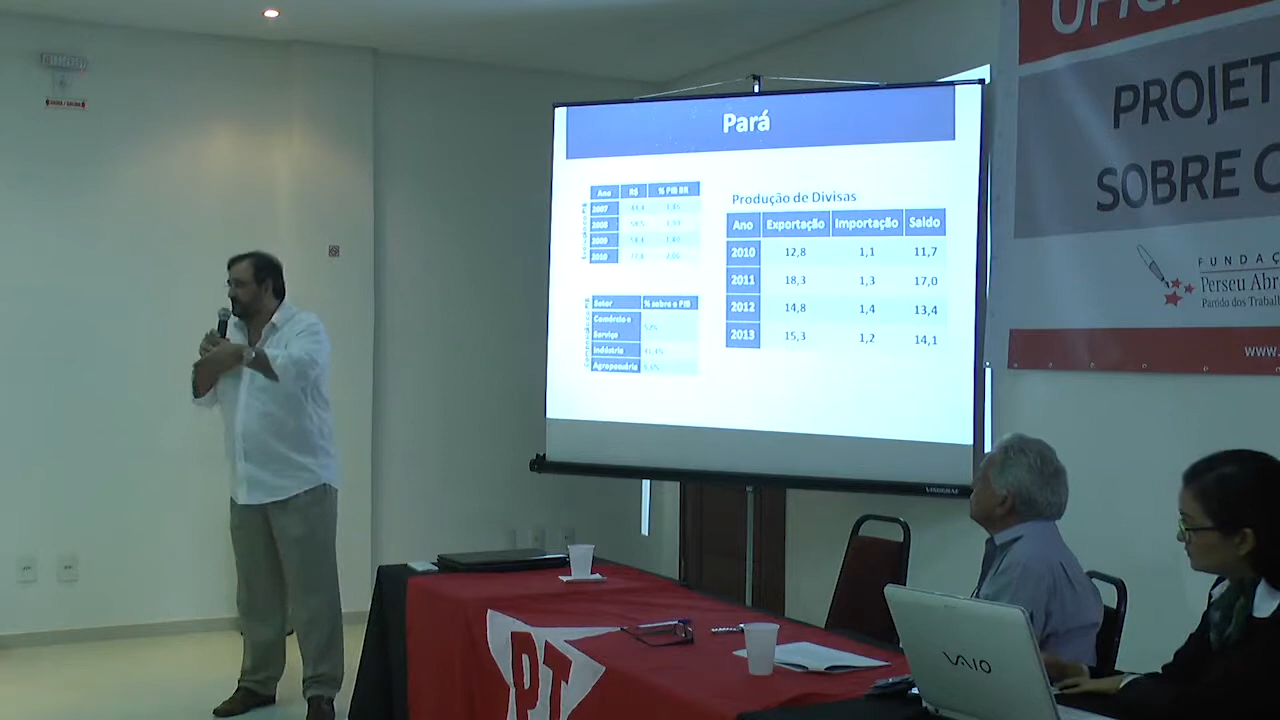 OFICI
PROJET
SOBRE C
FUNDAÇ
Perseu Abr
Partido dos Trabal
www.
Pará
Ano R$ % PIB BR
2007
2008
2009
2010
Produção de Divisas
Ano Exportação Importação Saldo
2010 12,8 1,1 11,7
2011 18,3 1,3 17,0
2012 14,8 1,4 13,4
2013 15,3 1,2 14,1
Setor % sobre o PIB
Comércio e
Serviço
Indústria
Agropecuária
VAIO
PT